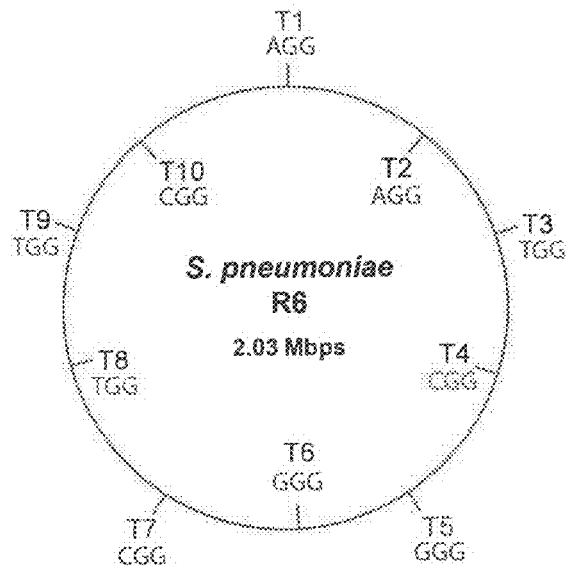 T1
AGG
T2
AGG
T3
TGG
T4
CGG
T5
GGG
T6
GGG
T7
CGG
T8
TGG
T9
TGG
T10
CGG
S. pneumoniae
R6
2.03 Mbps